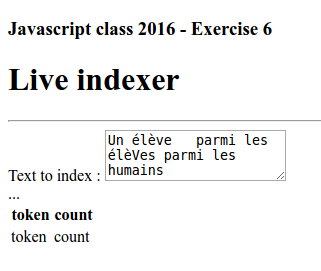 Javascript class 2016 - Exercise 6
Live indexer
Text to index : Un élève   parmi les
élèVes parmi les
humains
...
token count
token count